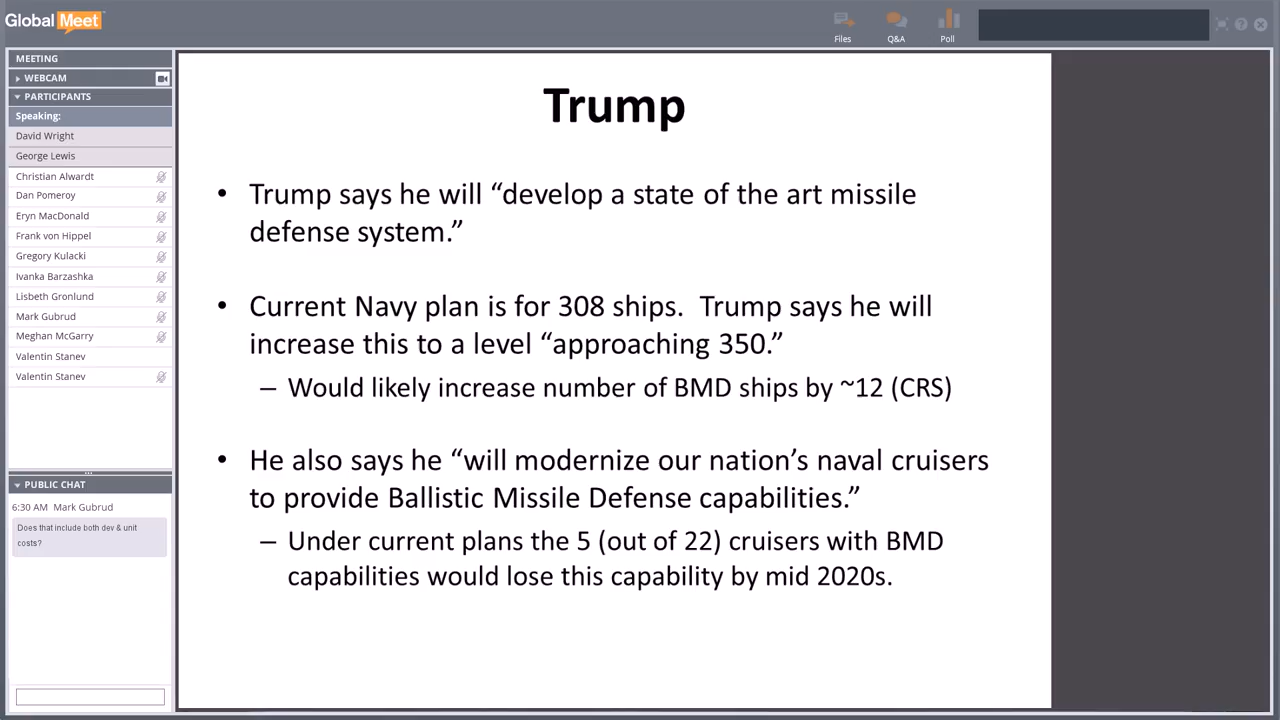 Global Meet
Files
Q&A
Poll
MEETING
WEBCAM
PARTICIPANTS
Speaking:
David Wright
George Lewis
Christian Alwardt
Dan Pomeroy
Eryn MacDonald
Frank von Hippel
Gregory Kulacki
Ivanka Barzashka
Lisbeth Gronlund
Mark Gubrud
Meghan McGarry
Valentin Stanev
Valentin Stanev
PUBLIC CHAT
6:30 AM Mark Gubrud
Does that include both dev & unit
costs?
Trump
• Trump says he will “develop a state of the art missile
defense system.”
• Current Navy plan is for 308 ships. Trump says he will
increase this to a level “approaching 350.”
– Would likely increase number of BMD ships by ~12 (CRS)
• He also says he “will modernize our nation’s naval cruisers
to provide Ballistic Missile Defense capabilities.”
– Under current plans the 5 (out of 22) cruisers with BMD
capabilities would lose this capability by mid 2020s.